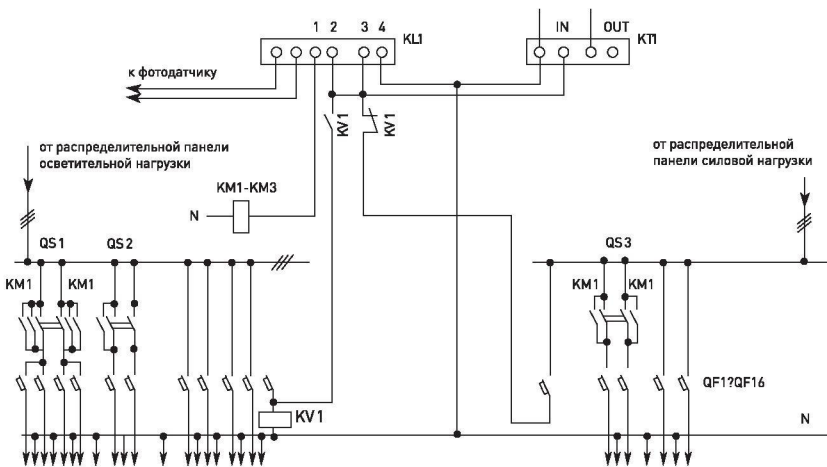 1 2 3 4 KL1
IN OUT KT1
к фотодатчику
KV1 KV1
от распределительной панели
осветительной нагрузки
от распределительной
панели силовой нагрузки
KM1-KM3
N
QS1 QS2 QS3
KM1 KM1 KM1 KM1
QF1?QF16
KV1
N